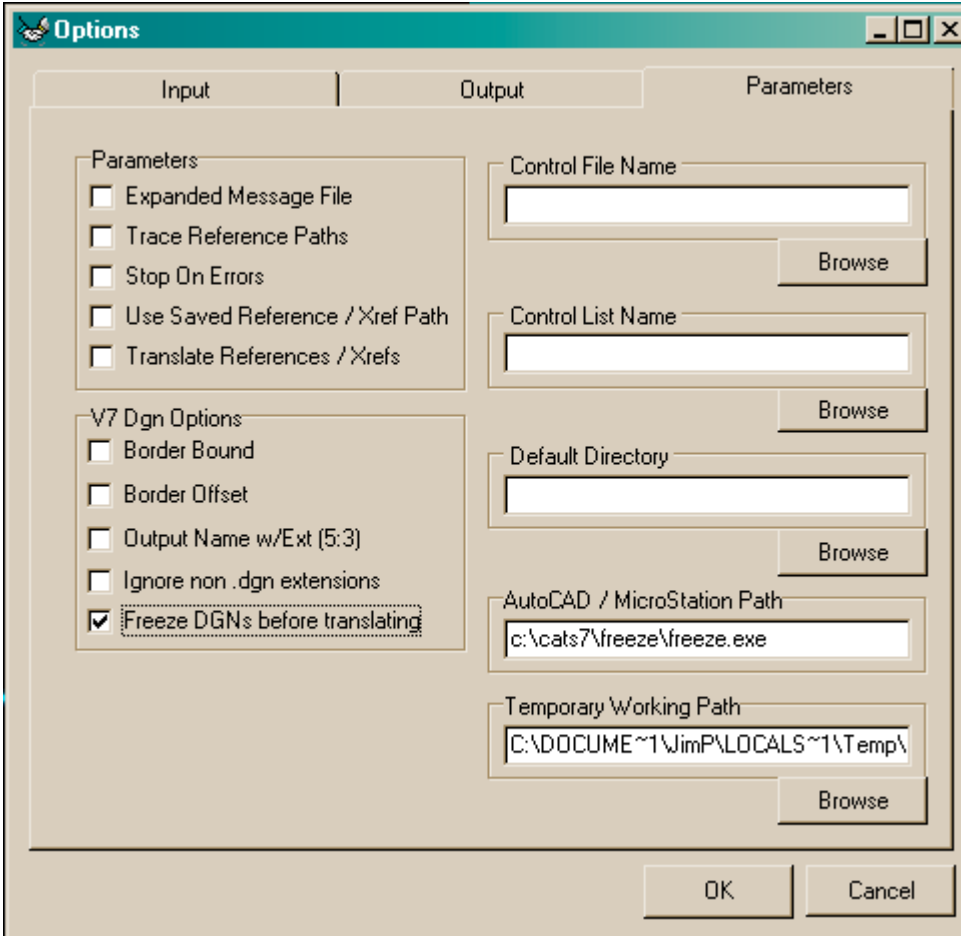 Options
Input
Output
Parameters
Parameters
Expanded Message File
Trace Reference Paths
Stop On Errors
Use Saved Reference / Xref Path
Translate References / Xrefs
V7 Dgn Options
Border Bound
Border Offset
Output Name w/Ext (5:3)
Ignore non .dgn extensions
Freeze DGNs before translating
Control File Name
Browse
Control List Name
Browse
Default Directory
Browse
AutoCAD / MicroStation Path
c:\cats7\freeze\freeze.exe
Temporary Working Path
C:\DOCUME~1\JimP\LOCALS~1\Temp\
Browse
OK
Cancel